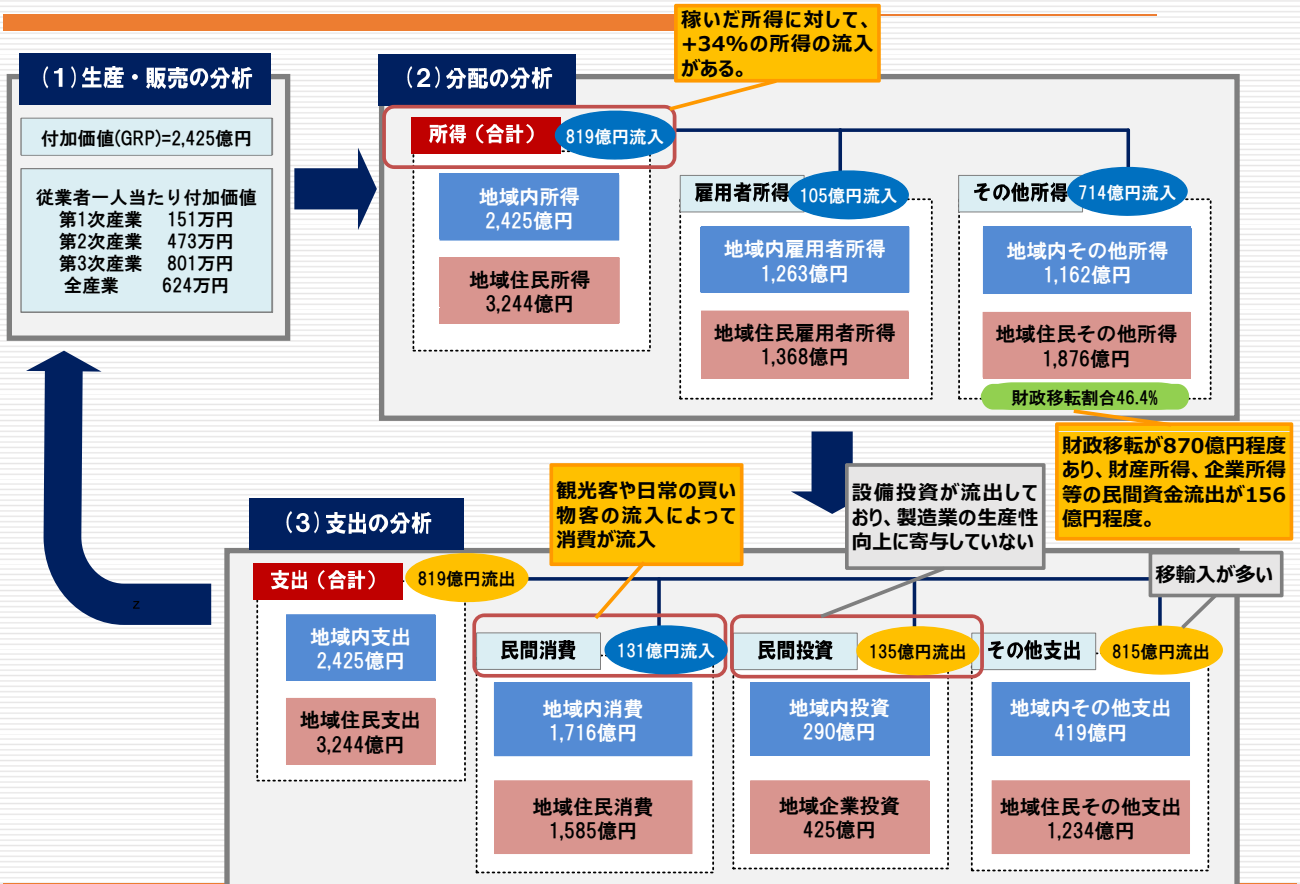 稼いだ所得に対して、
+34%の所得の流入
がある。
(1)生産・販売の分析
付加価値(GRP)=2,425億円
従業者一人当たり付加価値
第1次産業 151万円
第2次産業 473万円
第3次産業 801万円
全産業 624万円
(2)分配の分析
所得(合計)
819億円流入
地域内所得
2,425億円
地域住民所得
3,244億円
雇用者所得
105億円流入
地域内雇用者所得
1,263億円
地域住民雇用者所得
1,368億円
その他所得
714億円流入
地域内その他所得
1,162億円
地域住民その他所得
1,876億円
財政移転割合46.4%
財政移転が870億円程度
あり、財産所得、企業所得
等の民間資金流出が156
億円程度。
観光客や日常の買い
物客の流入によって
消費が流入
設備投資が流出して
おり、製造業の生産性
向上に寄与していない
移輸入が多い
(3)支出の分析
支出(合計)
819億円流出
地域内支出
2,425億円
地域住民支出
3,244億円
民間消費
131億円流入
地域内消費
1,716億円
地域住民消費
1,585億円
民間投資
135億円流出
地域内投資
290億円
地域企業投資
425億円
その他支出
815億円流出
地域内その他支出
419億円
地域住民その他支出
1,234億円
z